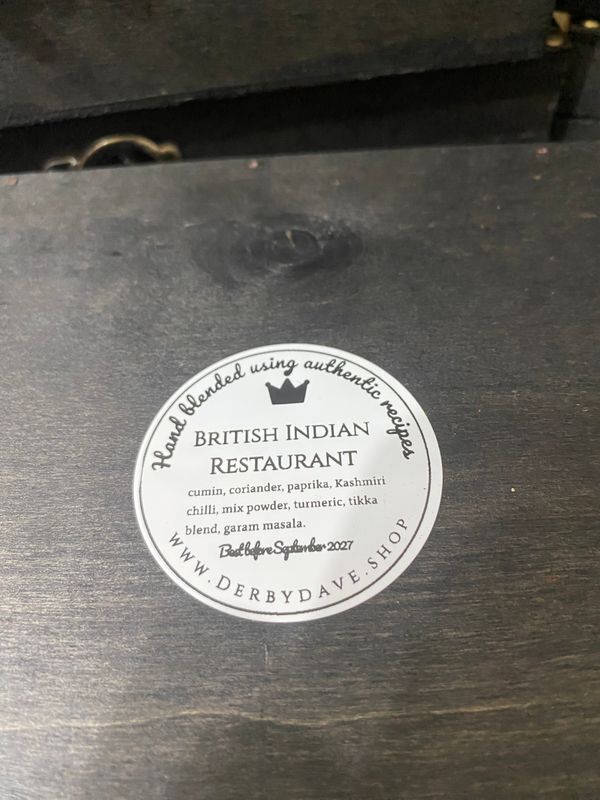 Hand blended using authentic recipes
BRITISH INDIAN
RESTAURANT
cumin, coriander, paprika, Kashmiri
chilli, mix powder, turmeric, tikka
blend, garam masala.
Best before September 2027
WWW.DERBYDAVE.SHOP